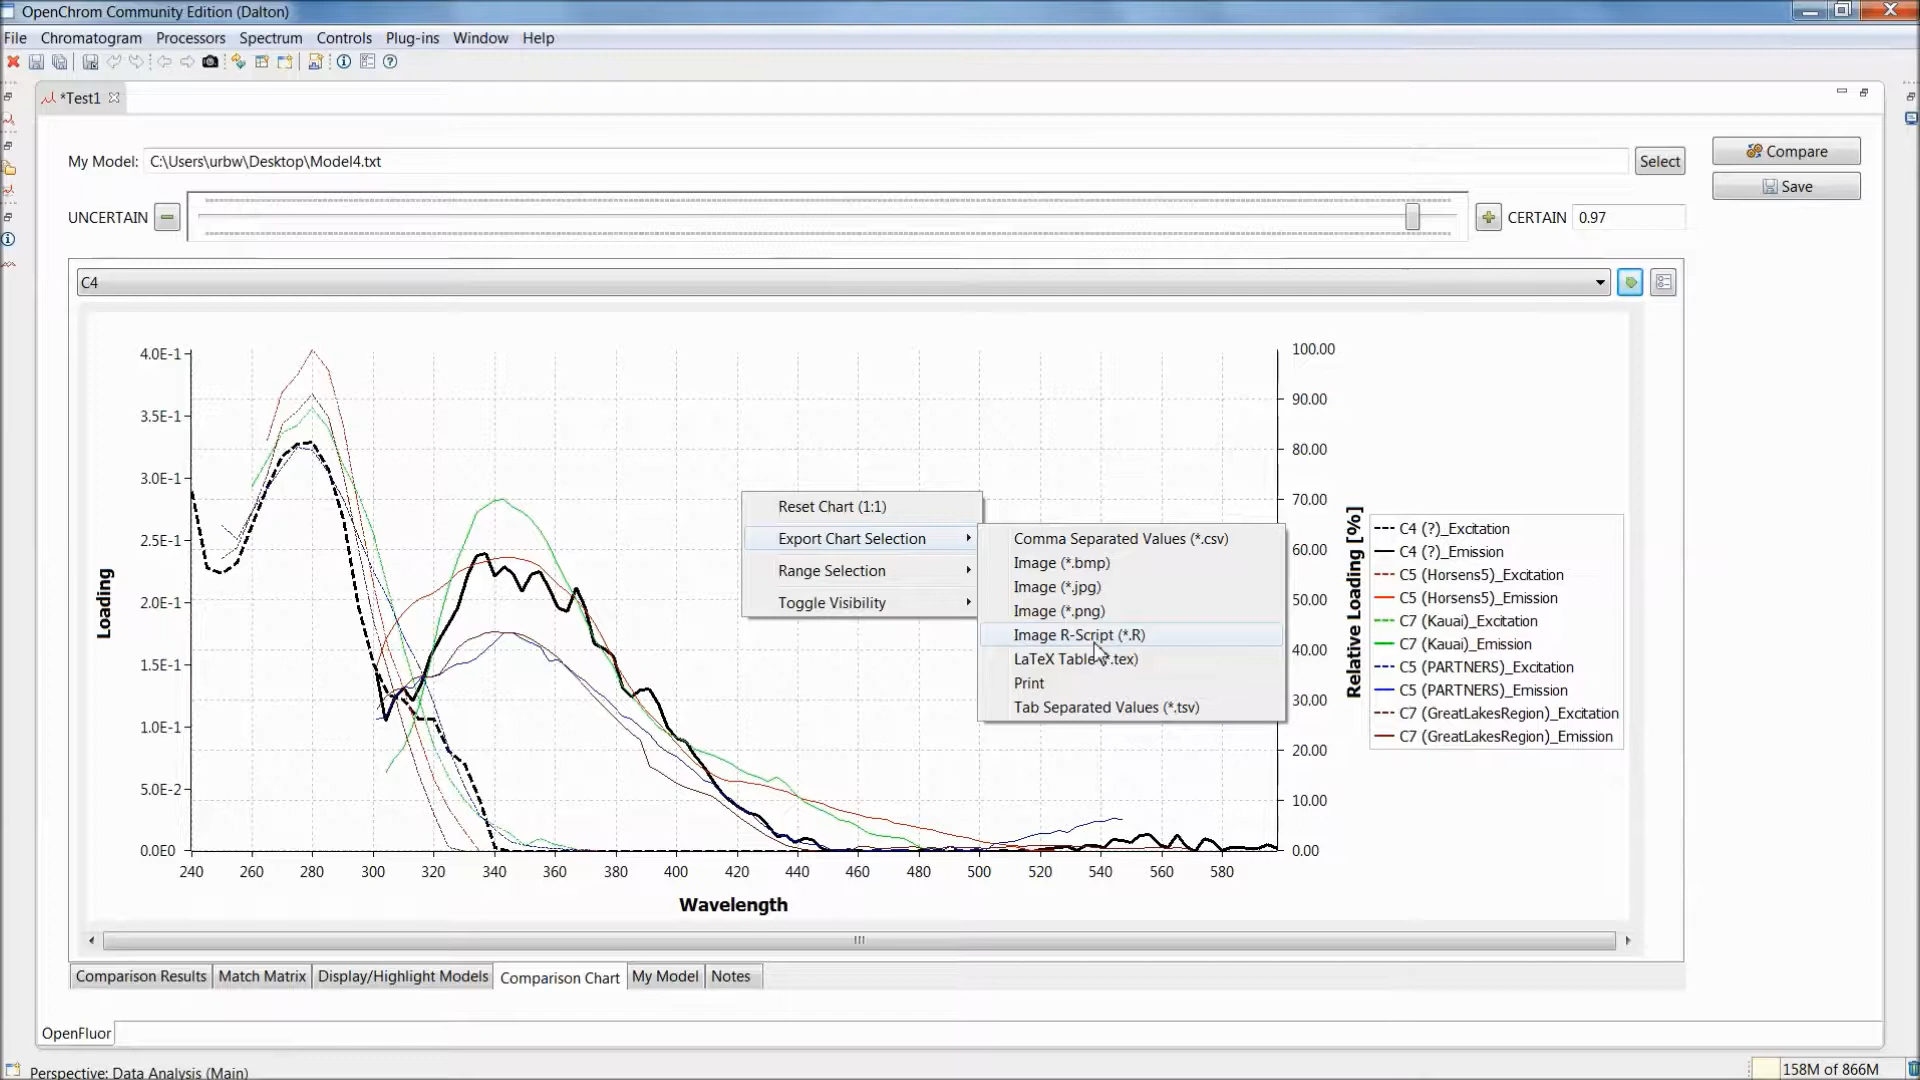 OpenChrom Community Edition (Dalton)
File Chromatogram Processors Spectrum Controls Plug-ins Window Help
*Test1
My Model: C:\Users\urbw\Desktop\Model4.txt Select
Compare
Save
UNCERTAIN CERTAIN 0.97
C4
4.0E-1
3.5E-1
3.0E-1
2.5E-1
2.0E-1
1.5E-1
1.0E-1
5.0E-2
0.0E0
Loading
240 260 280 300 320 340 360 380 400 420 440 460 480 500 520 540 560 580
Wavelength
100.00
90.00
80.00
70.00
60.00
50.00
40.00
30.00
20.00
10.00
0.00
Relative Loading [%]
Reset Chart (1:1)
Export Chart Selection
Range Selection
Toggle Visibility
Comma Separated Values (*.csv)
Image (*.bmp)
Image (*.jpg)
Image (*.png)
Image R-Script (*.R)
LaTeX Table (*.tex)
Print
Tab Separated Values (*.tsv)
C4 (?)_Excitation
C4 (?)_Emission
C5 (Horsens5)_Excitation
C5 (Horsens5)_Emission
C7 (Kauai)_Excitation
C7 (Kauai)_Emission
C5 (PARTNERS)_Excitation
C5 (PARTNERS)_Emission
C7 (GreatLakesRegion)_Excitation
C7 (GreatLakesRegion)_Emission
Comparison Results Match Matrix Display/Highlight Models Comparison Chart My Model Notes
OpenFluor
Perspective: Data Analysis (Main) 158M of 866M